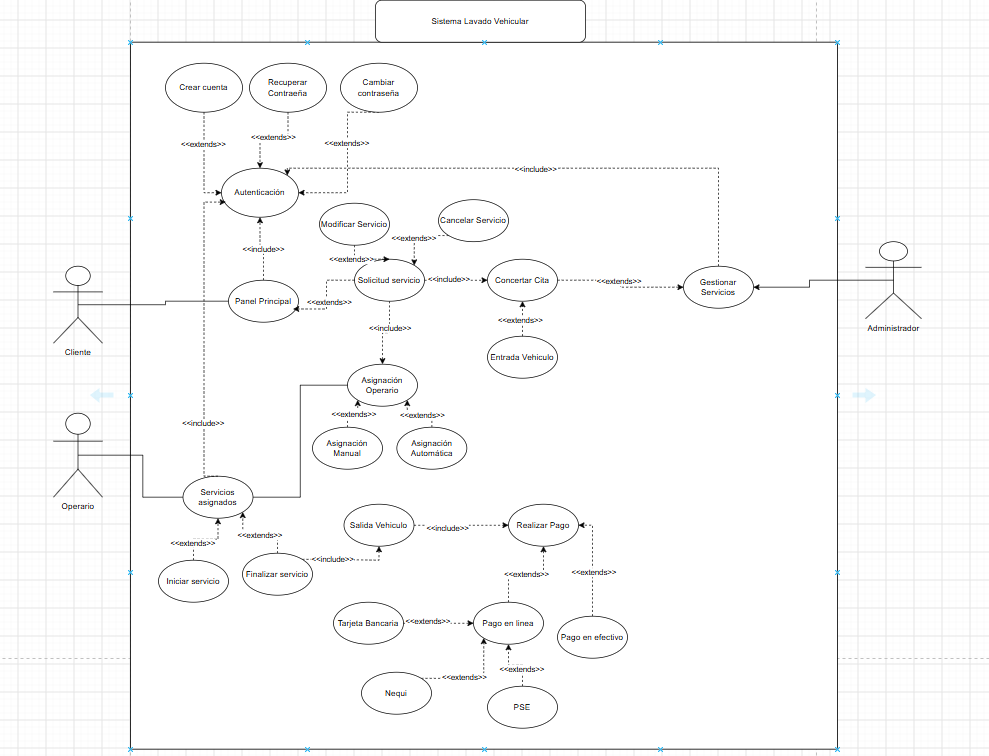 Sistema Lavado Vehicular
Crear cuenta
Recuperar
Contraeña
Cambiar
contraseña
<<extends>>
<<extends>>
<<extends>>
<<include>>
Autenticación
Modificar Servicio
Cancelar Servicio
<<extends>>
<<include>>
<<extends>>
Solicitud servicio
<<include>>
Concertar Cita
<<extends>>
Gestionar
Servicios
Panel Principal
<<extends>>
<<extends>>
<<include>>
Administrador
Cliente
Entrada Vehiculo
Asignación
Operario
<<extends>>
<<extends>>
<<include>>
Asignación
Manual
Asignación
Automática
Operario
Servicios
asignados
Salida Vehículo
<<include>>
Realizar Pago
<<extends>>
<<extends>>
<<include>>
Iniciar servicio
Finalizar servicio
<<extends>>
<<extends>>
Tarjeta Bancaria
<<extends>>
Pago en linea
Pago en efectivo
<<extends>>
<<extends>>
Nequi
PSE